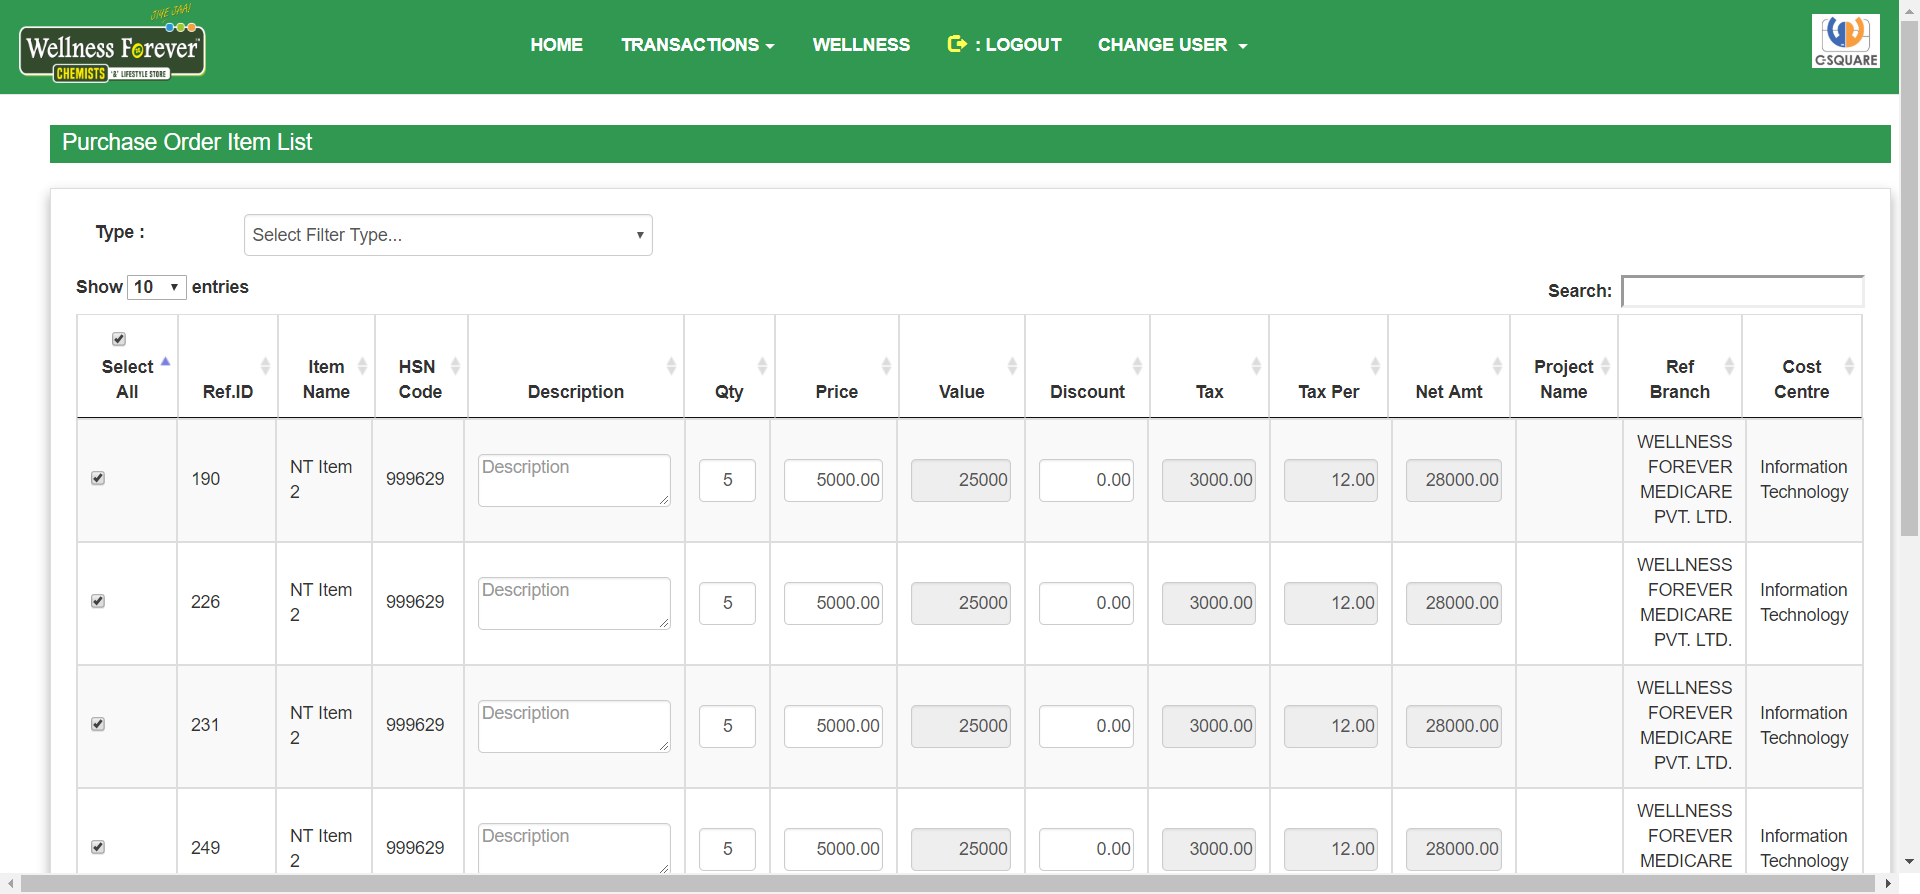 JIYE JAA!
Wellness Forever
CHEMISTS '&' LIFESTYLE STORE
HOME TRANSACTIONS WELLNESS : LOGOUT CHANGE USER
C-SQUARE
Purchase Order Item List
Type : Select Filter Type...
Show 10 entries
Search:
Select All Ref.ID Item Name HSN Code Description Qty Price Value Discount Tax Tax Per Net Amt Project Name Ref Branch Cost Centre
190 NT Item 2 999629 Description 5 5000.00 25000 0.00 3000.00 12.00 28000.00 WELLNESS FOREVER MEDICARE PVT. LTD. Information Technology
226 NT Item 2 999629 Description 5 5000.00 25000 0.00 3000.00 12.00 28000.00 WELLNESS FOREVER MEDICARE PVT. LTD. Information Technology
231 NT Item 2 999629 Description 5 5000.00 25000 0.00 3000.00 12.00 28000.00 WELLNESS FOREVER MEDICARE PVT. LTD. Information Technology
249 NT Item 2 999629 Description 5 5000.00 25000 0.00 3000.00 12.00 28000.00 WELLNESS FOREVER MEDICARE Information Technology